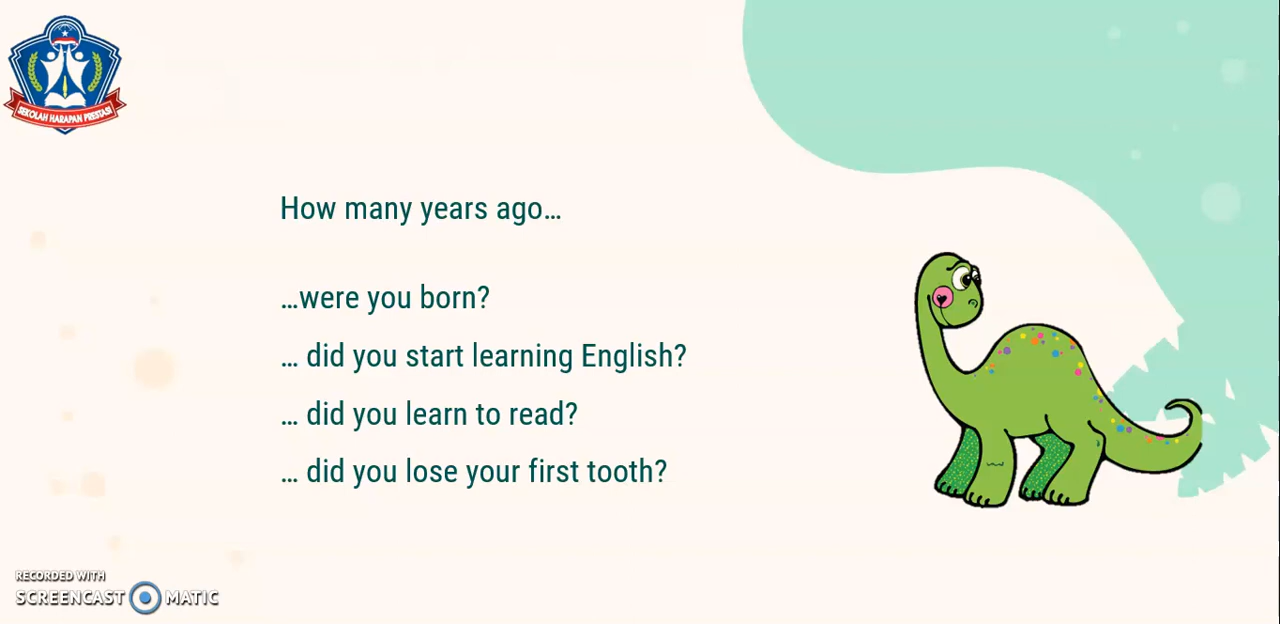 SEKOLAH HARAPAN PRESTASI
How many years ago…
…were you born?
… did you start learning English?
… did you learn to read?
… did you lose your first tooth?
RECORDED WITH
SCREENCAST MATIC